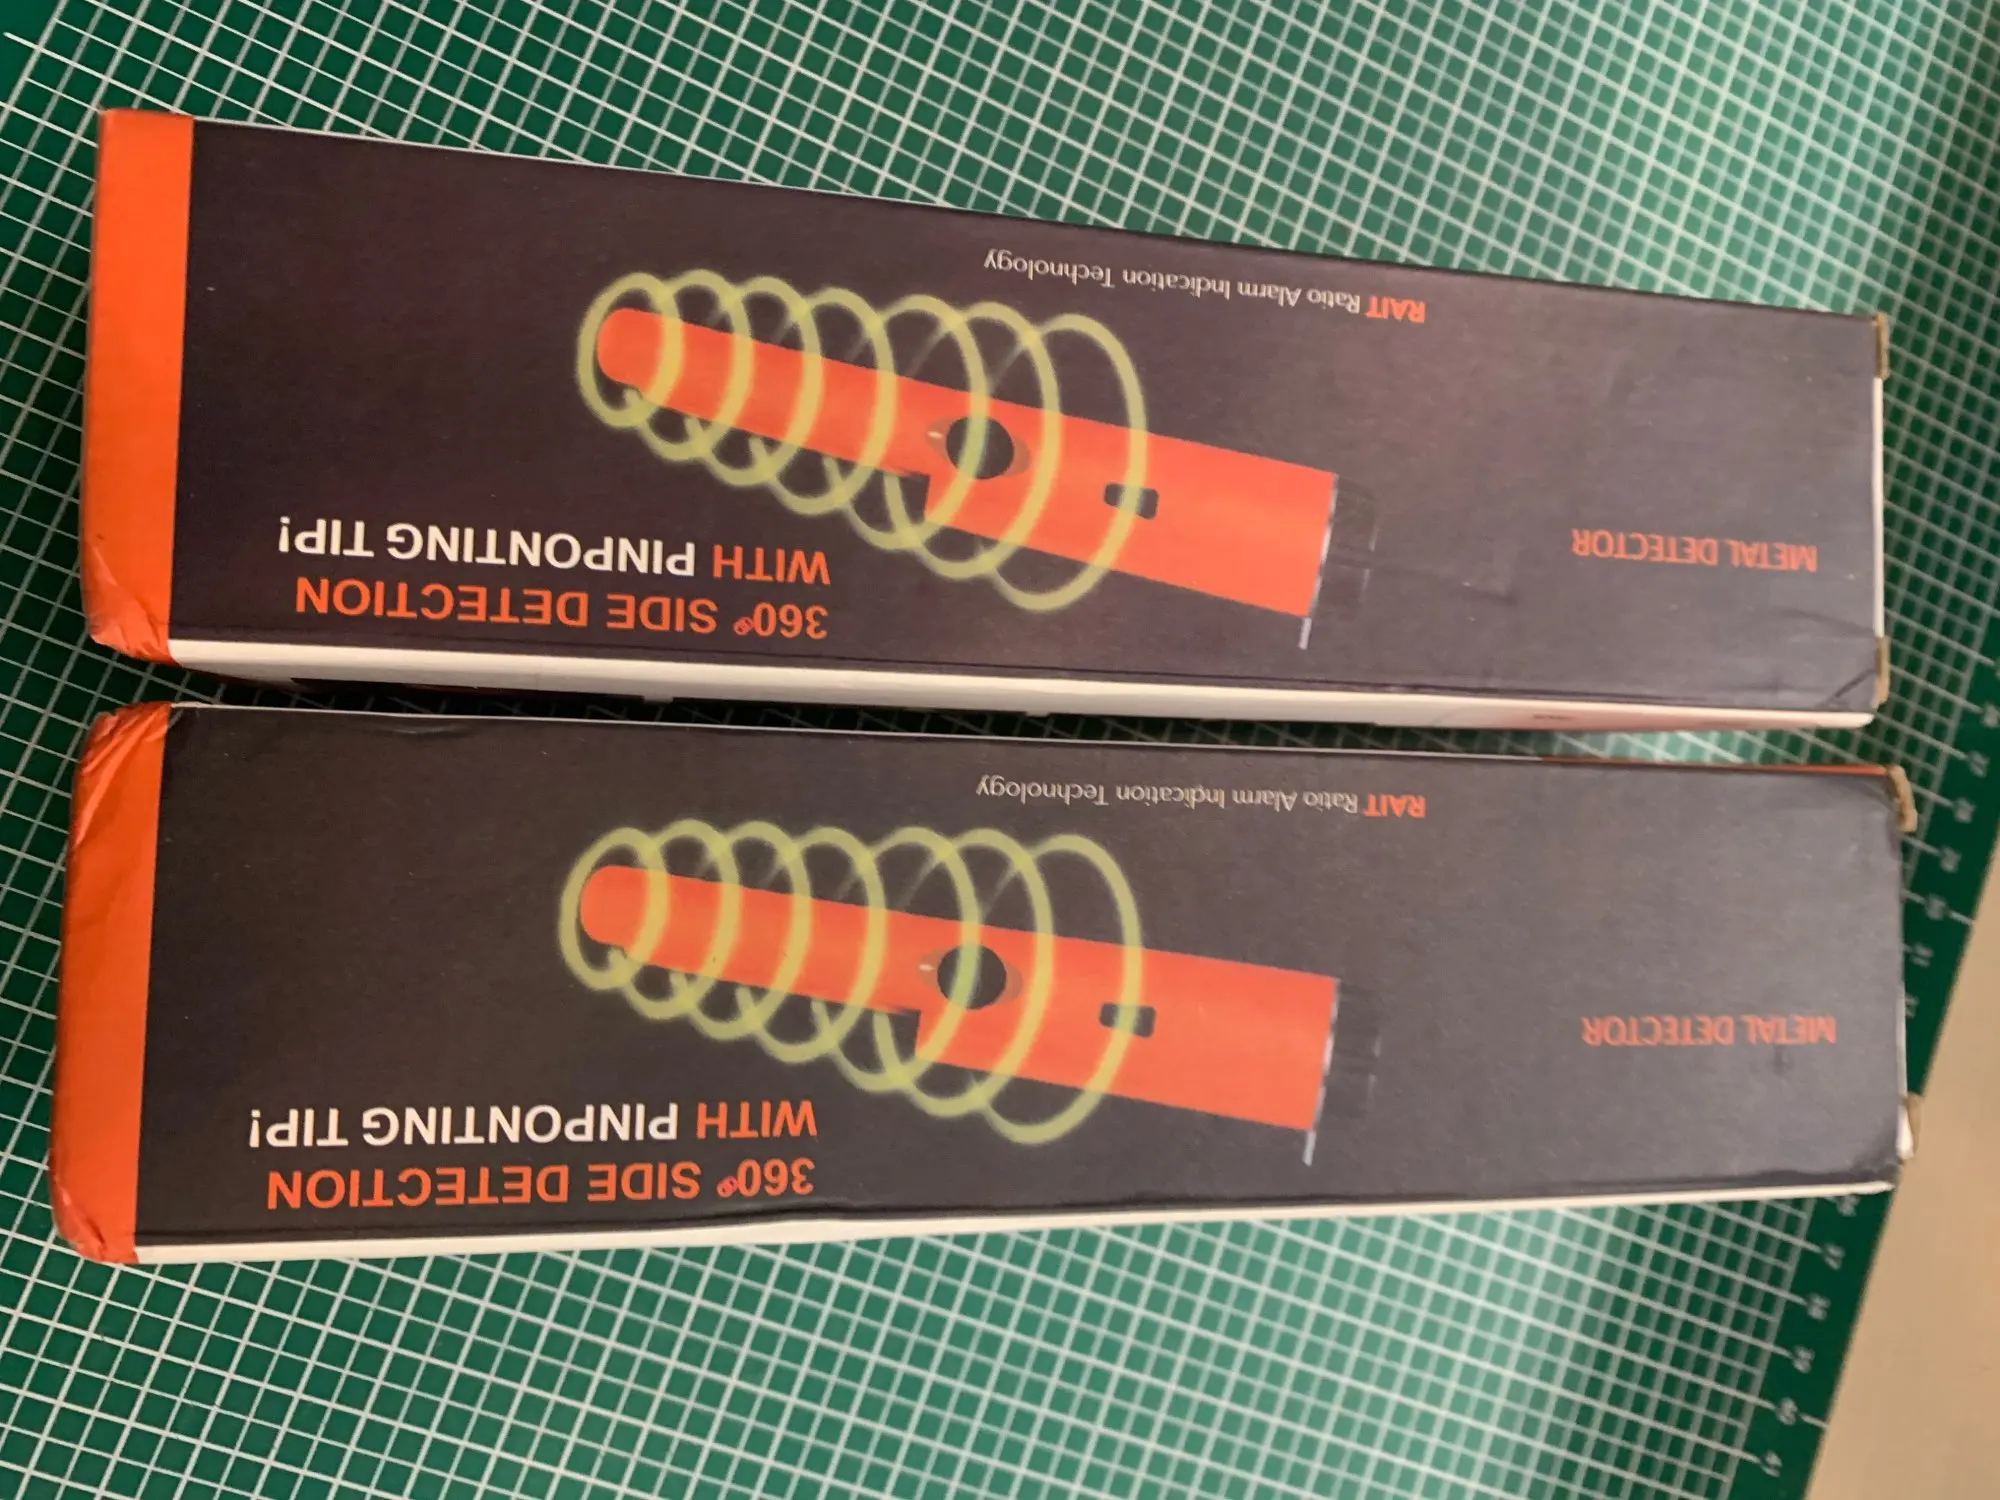 METAL DETECTOR
RAIT Ratio Alarm Indication Technology
360° SIDE DETECTION
WITH PINPONTING TIP!
METAL DETECTOR
RAIT Ratio Alarm Indication Technology
360° SIDE DETECTION
WITH PINPONTING TIP!